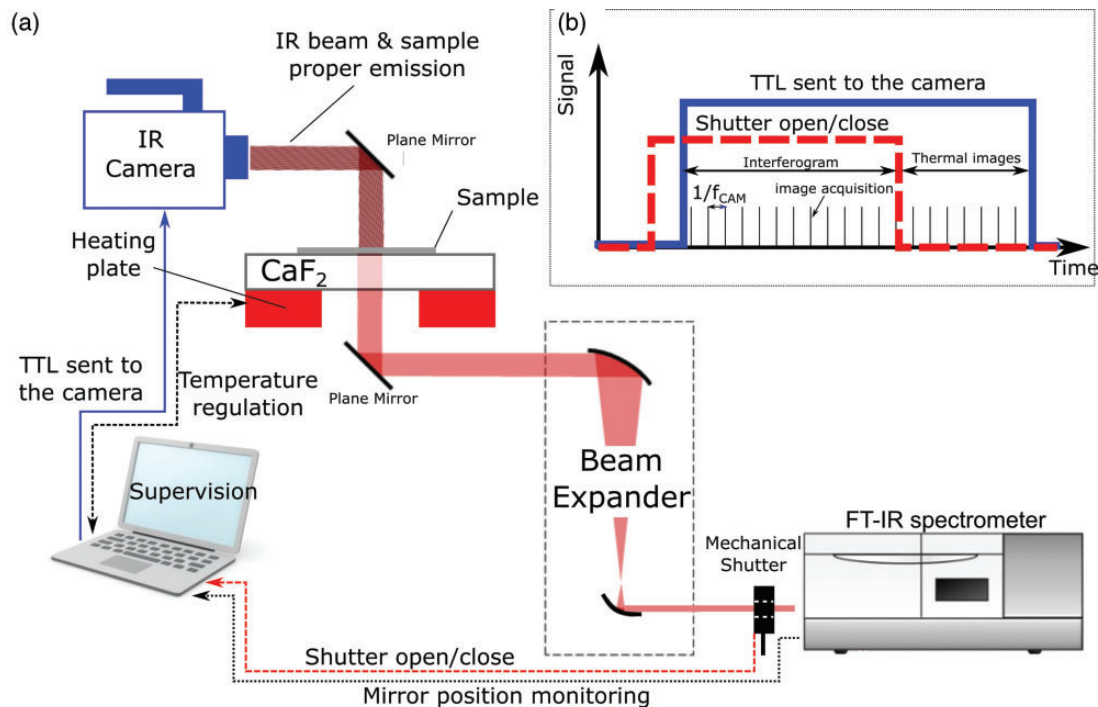 (a)
IR beam & sample
proper emission
IR
Camera
Plane Mirror
Sample
Heating
plate
CaF2
TTL sent to
the camera
Temperature
regulation
Plane Mirror
Supervision
Beam
Expander
Mechanical
Shutter
FT-IR spectrometer
Shutter open/close
Mirror position monitoring
(b)
Signal
TTL sent to the camera
Shutter open/close
Interferogram
Thermal images
1/fCAM
image acquisition
Time